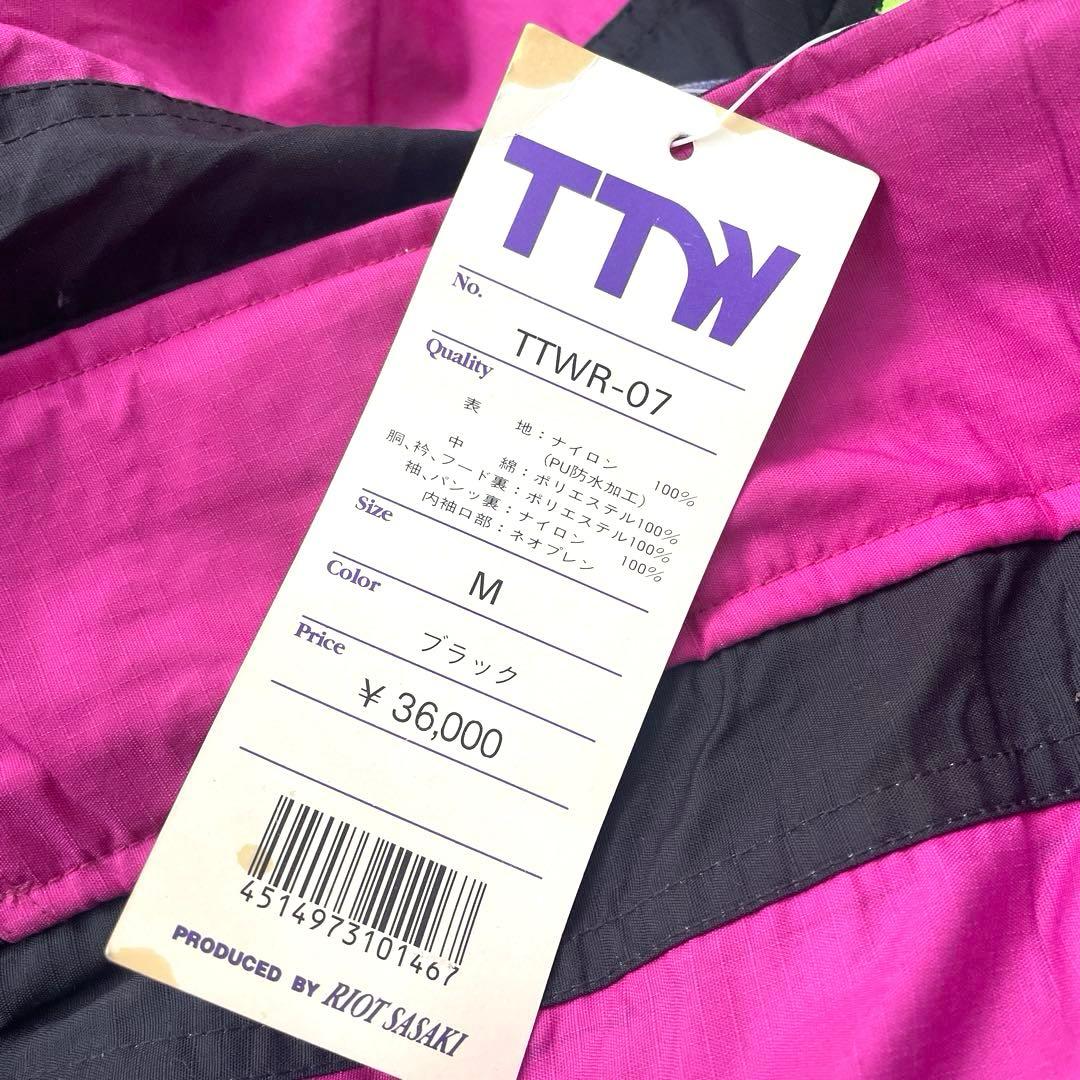 TTW
No.
TTWR-07
Quality
表 地：ナイロン 100%
(PU防水加工)
中 綿：ポリエステル100%
胴、衿、フード裏：ポリエステル100%
袖、パンツ裏：ナイロン 100%
内袖口部：ネオプレン
Size
M
Color
ブラック
Price
¥ 36,000
4514973101467
PRODUCED BY RIOT SASAKI